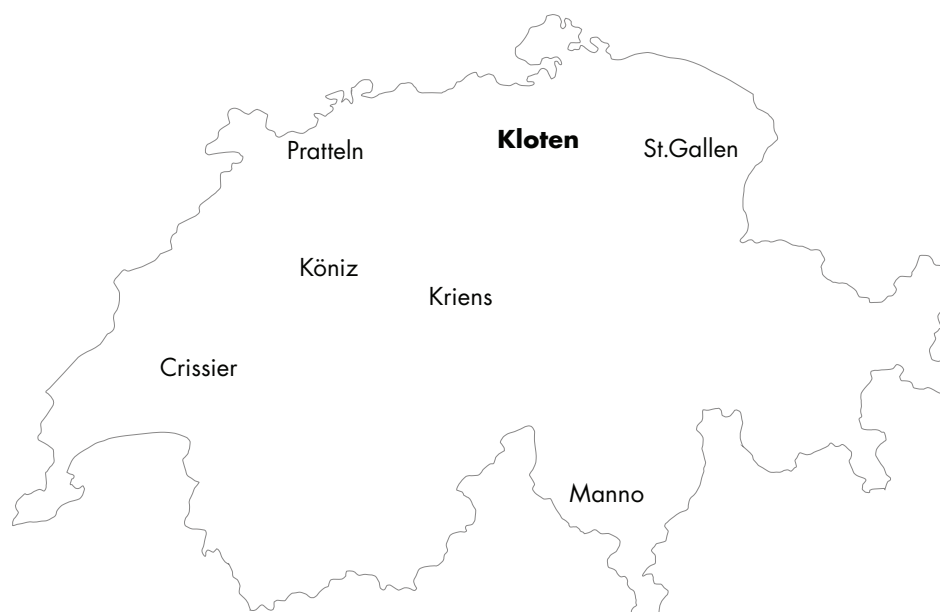 Kloten
Pratteln
St.Gallen
Köniz
Kriens
Crissier
Manno